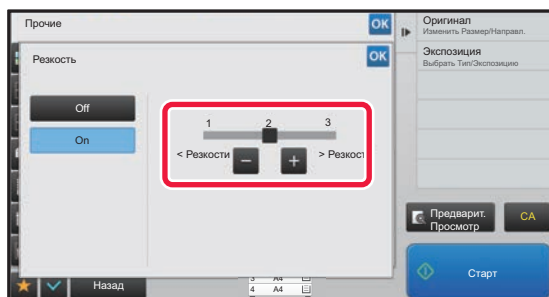 Прочие
OK
Оригинал
Изменить Размер/Направл.
Резкость
OK
Экспозиция
Выбрать Тип/Экспозицию
Off
On
1 2 3
< Резкости
> Резкост
Предварит.
Просмотр
CA
Назад
3 A4
4 A4
Старт